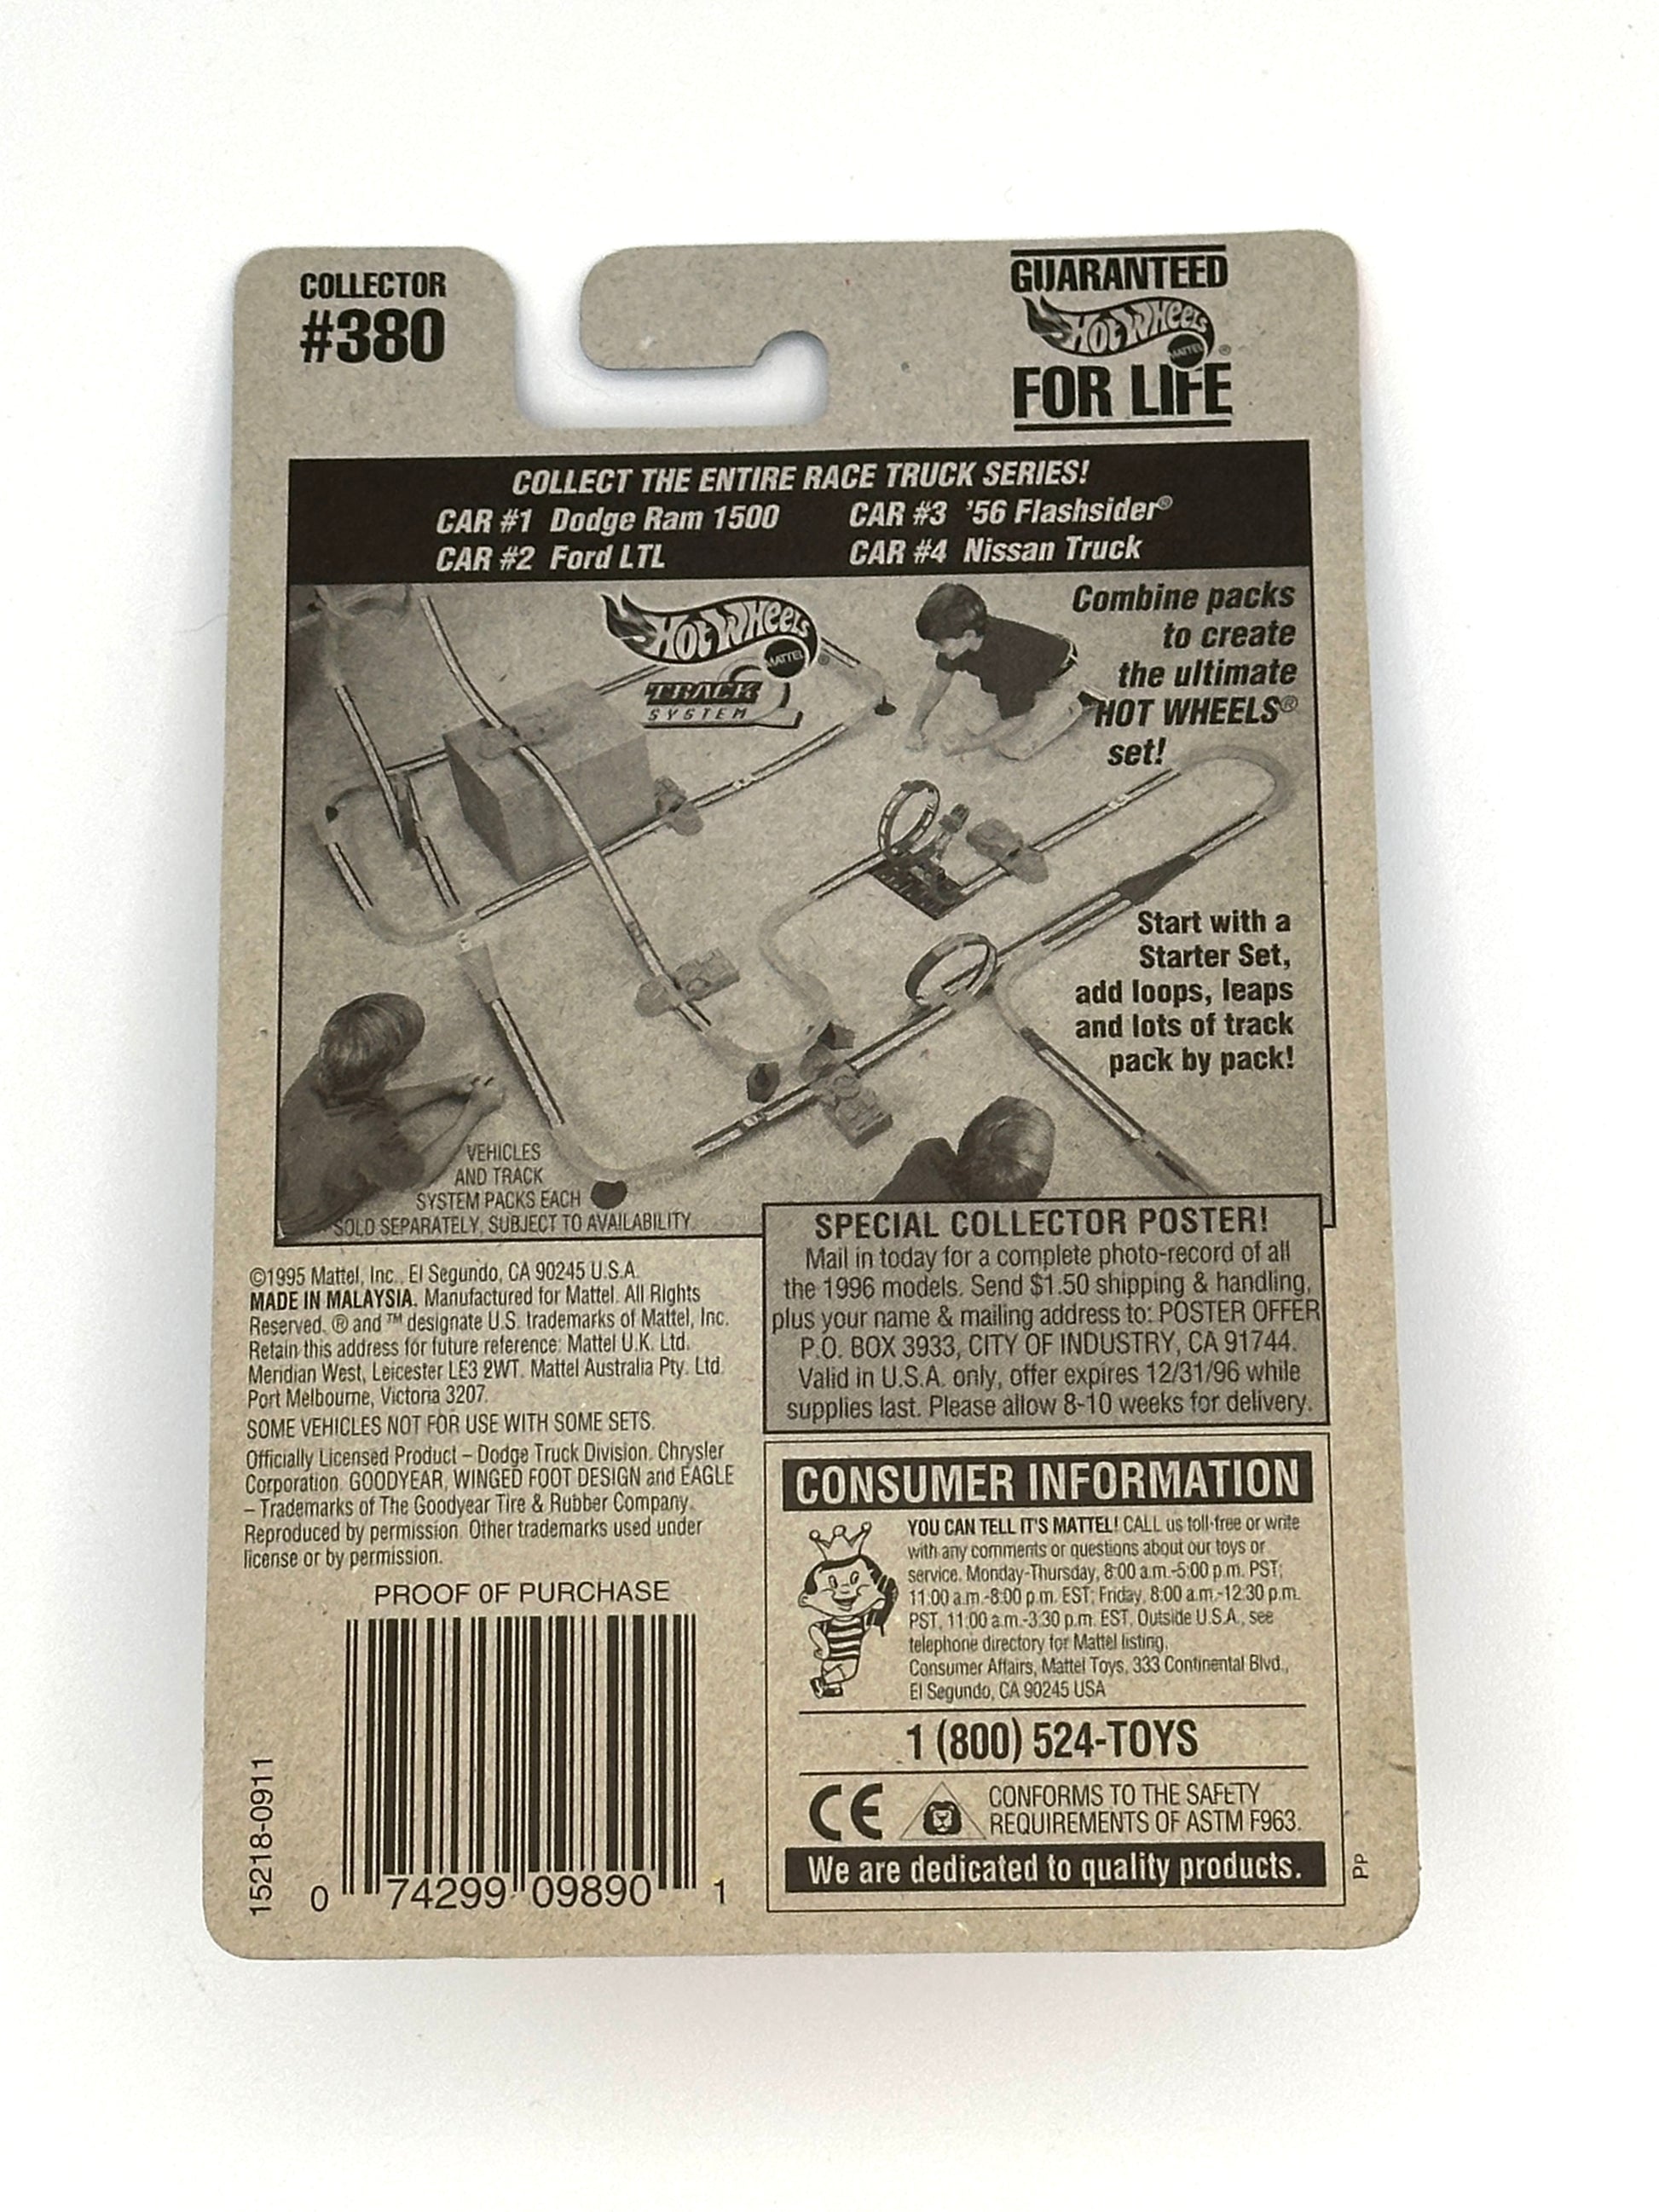 COLLECTOR
#380
GUARANTEED
Hot Wheels
MATTEL ®
FOR LIFE
COLLECT THE ENTIRE RACE TRUCK SERIES!
CAR #1 Dodge Ram 1500
CAR #2 Ford LTL
CAR #3 '56 Flashsider®
CAR #4 Nissan Truck
Hot Wheels
MATTEL ®
TRACK
SYSTEM
Combine packs
to create
the ultimate
HOT WHEELS®
set!
Start with a
Starter Set,
add loops, leaps
and lots of track
pack by pack!
VEHICLES
AND TRACK
SYSTEM PACKS EACH
SOLD SEPARATELY, SUBJECT TO AVAILABILITY.
SPECIAL COLLECTOR POSTER!
Mail in today for a complete photo-record of all
the 1996 models. Send $1.50 shipping & handling,
plus your name & mailing address to: POSTER OFFER
P.O. BOX 3933, CITY OF INDUSTRY, CA 91744.
Valid in U.S.A. only, offer expires 12/31/96 while
supplies last. Please allow 8-10 weeks for delivery.
©1995 Mattel, Inc., El Segundo, CA 90245 U.S.A.
MADE IN MALAYSIA. Manufactured for Mattel. All Rights
Reserved. ® and ™ designate U.S. trademarks of Mattel, Inc.
Retain this address for future reference: Mattel U.K. Ltd.
Meridian West, Leicester LE3 2WT. Mattel Australia Pty. Ltd.
Port Melbourne, Victoria 3207.
SOME VEHICLES NOT FOR USE WITH SOME SETS.
Officially Licensed Product – Dodge Truck Division, Chrysler
Corporation. GOODYEAR, WINGED FOOT DESIGN and EAGLE
– Trademarks of The Goodyear Tire & Rubber Company.
Reproduced by permission. Other trademarks used under
license or by permission.
PROOF OF PURCHASE
15218-0911
0 74299 09890 1
CONSUMER INFORMATION
YOU CAN TELL IT'S MATTEL! CALL us toll-free or write
with any comments or questions about our toys or
service. Monday-Thursday, 8:00 a.m.-5:00 p.m. PST;
11:00 a.m.-8:00 p.m. EST; Friday, 8:00 a.m.-12:30 p.m.
PST, 11:00 a.m.-3:30 p.m. EST. Outside U.S.A., see
telephone directory for Mattel listing.
Consumer Affairs, Mattel Toys, 333 Continental Blvd.,
El Segundo, CA 90245 USA
1 (800) 524-TOYS
CE
CONFORMS TO THE SAFETY
REQUIREMENTS OF ASTM F963.
We are dedicated to quality products.
PP